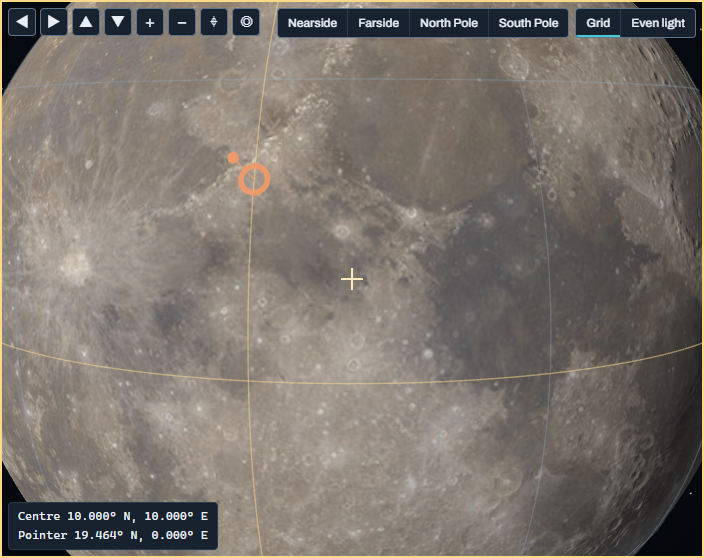 Nearside Farside North Pole South Pole Grid Even light
Centre 10.000° N, 10.000° E
Pointer 19.464° N, 0.000° E